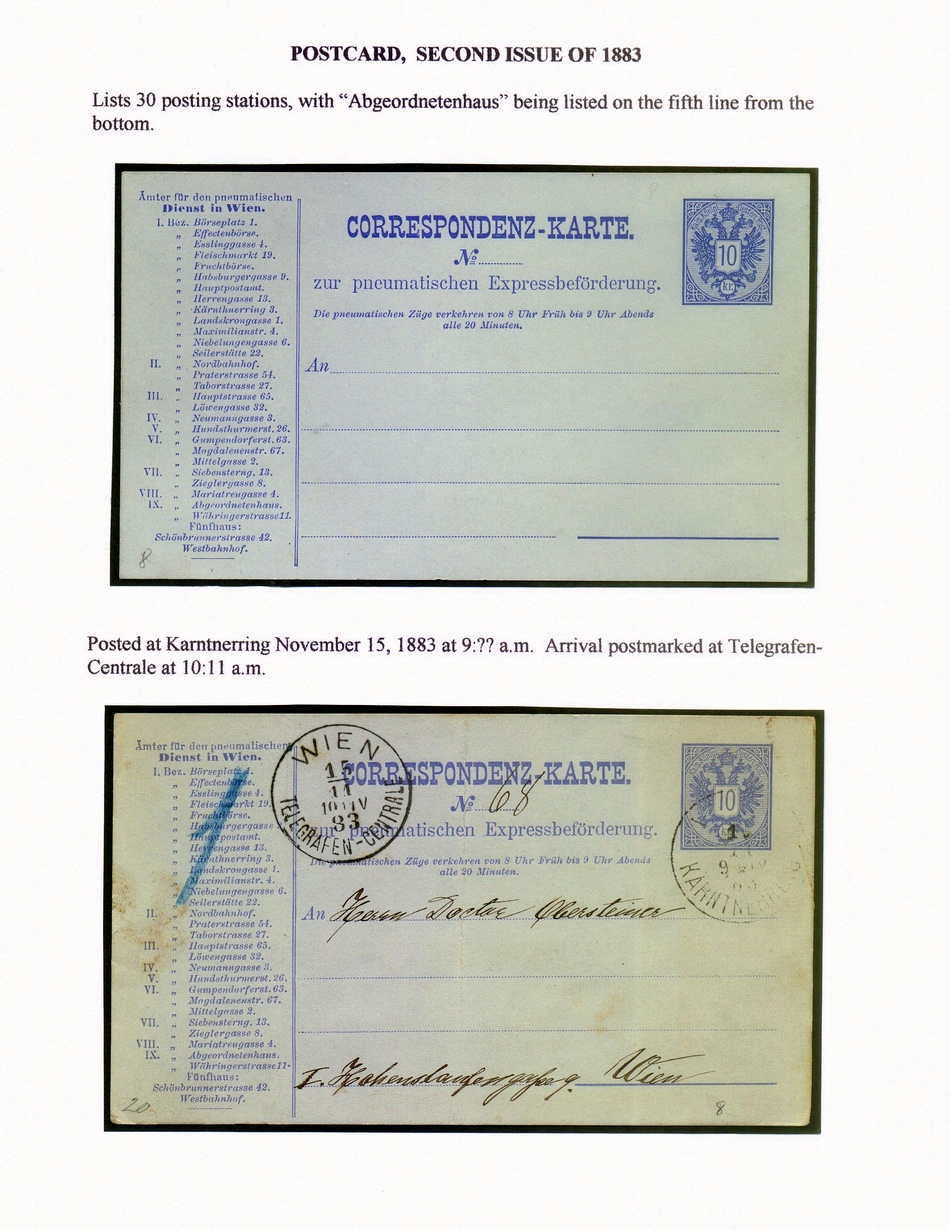 POSTCARD, SECOND ISSUE OF 1883
Lists 30 posting stations, with “Abgeordnetenhaus” being listed on the fifth line from the
bottom.
Ämter für den pneumatischen
Dienst in Wien.
I. Bez. Börseplatz 1.
„ Effectenbörse.
„ Esslinggasse 4.
„ Fleischmarkt 19.
„ Fruchtbörse.
„ Habsburgergasse 9.
„ Hauptpostamt.
„ Herrengasse 13.
„ Kärnthnerring 3.
„ Landskrongasse 1.
„ Maximilianstr. 4.
„ Niebelungengasse 6.
„ Seilerstätte 22.
II. „ Nordbahnhof.
„ Praterstrasse 54.
„ Taborstrasse 27.
III. „ Hauptstrasse 65.
„ Löwengasse 32.
IV. „ Neumanngasse 3.
V. „ Hundsthurmerst. 26.
VI. „ Gumpendorferst. 63.
„ Magdalenenstr. 67.
„ Mittelgasse 2.
VII. „ Siebensterng. 13.
„ Zieglergasse 8.
VIII. „ Mariatreugasse 4.
IX. „ Abgeordnetenhaus.
„ Währingerstrasse 11.
Fünfhaus:
Schönbrunnerstrasse 42.
Westbahnhof.
8
CORRESPONDENZ-KARTE.
No
zur pneumatischen Expressbeförderung.
Die pneumatischen Züge verkehren von 8 Uhr Früh bis 9 Uhr Abends
alle 20 Minuten.
An
10
kr.
Posted at Karntnerring November 15, 1883 at 9:?? a.m. Arrival postmarked at Telegrafen-
Centrale at 10:11 a.m.
Ämter für den pneumatischen
Dienst in Wien.
I. Bez. Börseplatz 1.
„ Effectenbörse.
„ Esslinggasse 4.
„ Fleischmarkt 19.
„ Fruchtbörse.
„ Habsburgergasse
„ Hauptpostamt.
„ Herrengasse 13.
„ Kärnthnerring 3.
„ Landskrongasse 1.
„ Maximilianstr. 4.
„ Niebelungengasse 6.
„ Seilerstätte 22.
II. „ Nordbahnhof.
„ Praterstrasse 54.
„ Taborstrasse 27.
III. „ Hauptstrasse 65.
„ Löwengasse 32.
IV. „ Neumanngasse 3.
V. „ Hundsthurmerst. 26.
VI. „ Gumpendorferst. 63.
„ Magdalenenstr. 67.
„ Mittelgasse 2.
VII. „ Siebensterng. 13.
„ Zieglergasse 8.
VIII. „ Mariatreugasse 4.
IX. „ Abgeordnetenhaus.
„ Währingerstrasse 11.
Fünfhaus:
Schönbrunnerstrasse 42.
Westbahnhof.
20
WIEN
15
11
83
TELEGRAFEN-CENTRALE
CORRESPONDENZ-KARTE.
No 68
zur pneumatischen Expressbeförderung.
Die pneumatischen Züge verkehren von 8 Uhr Früh bis 9 Uhr Abends
alle 20 Minuten.
10
An Herrn Doctor Obersteiner
I. Hohenstaufengasse Wien
8